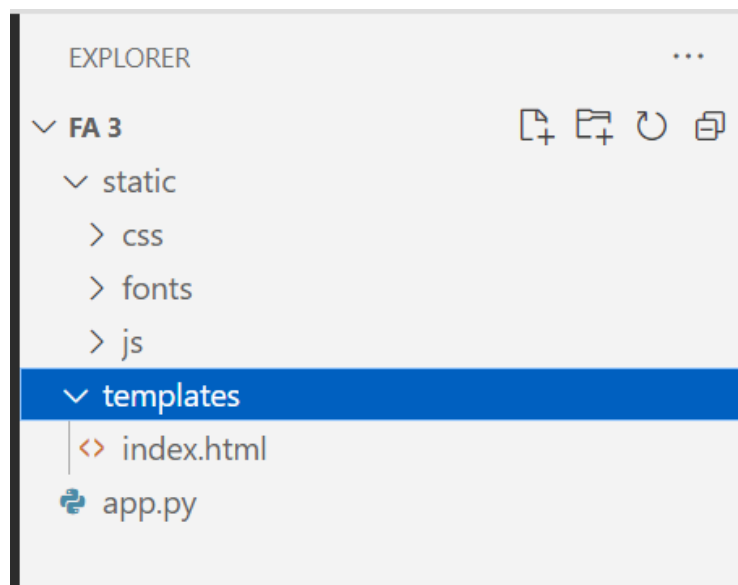 EXPLORER
FA 3
static
css
fonts
js
templates
index.html
app.py